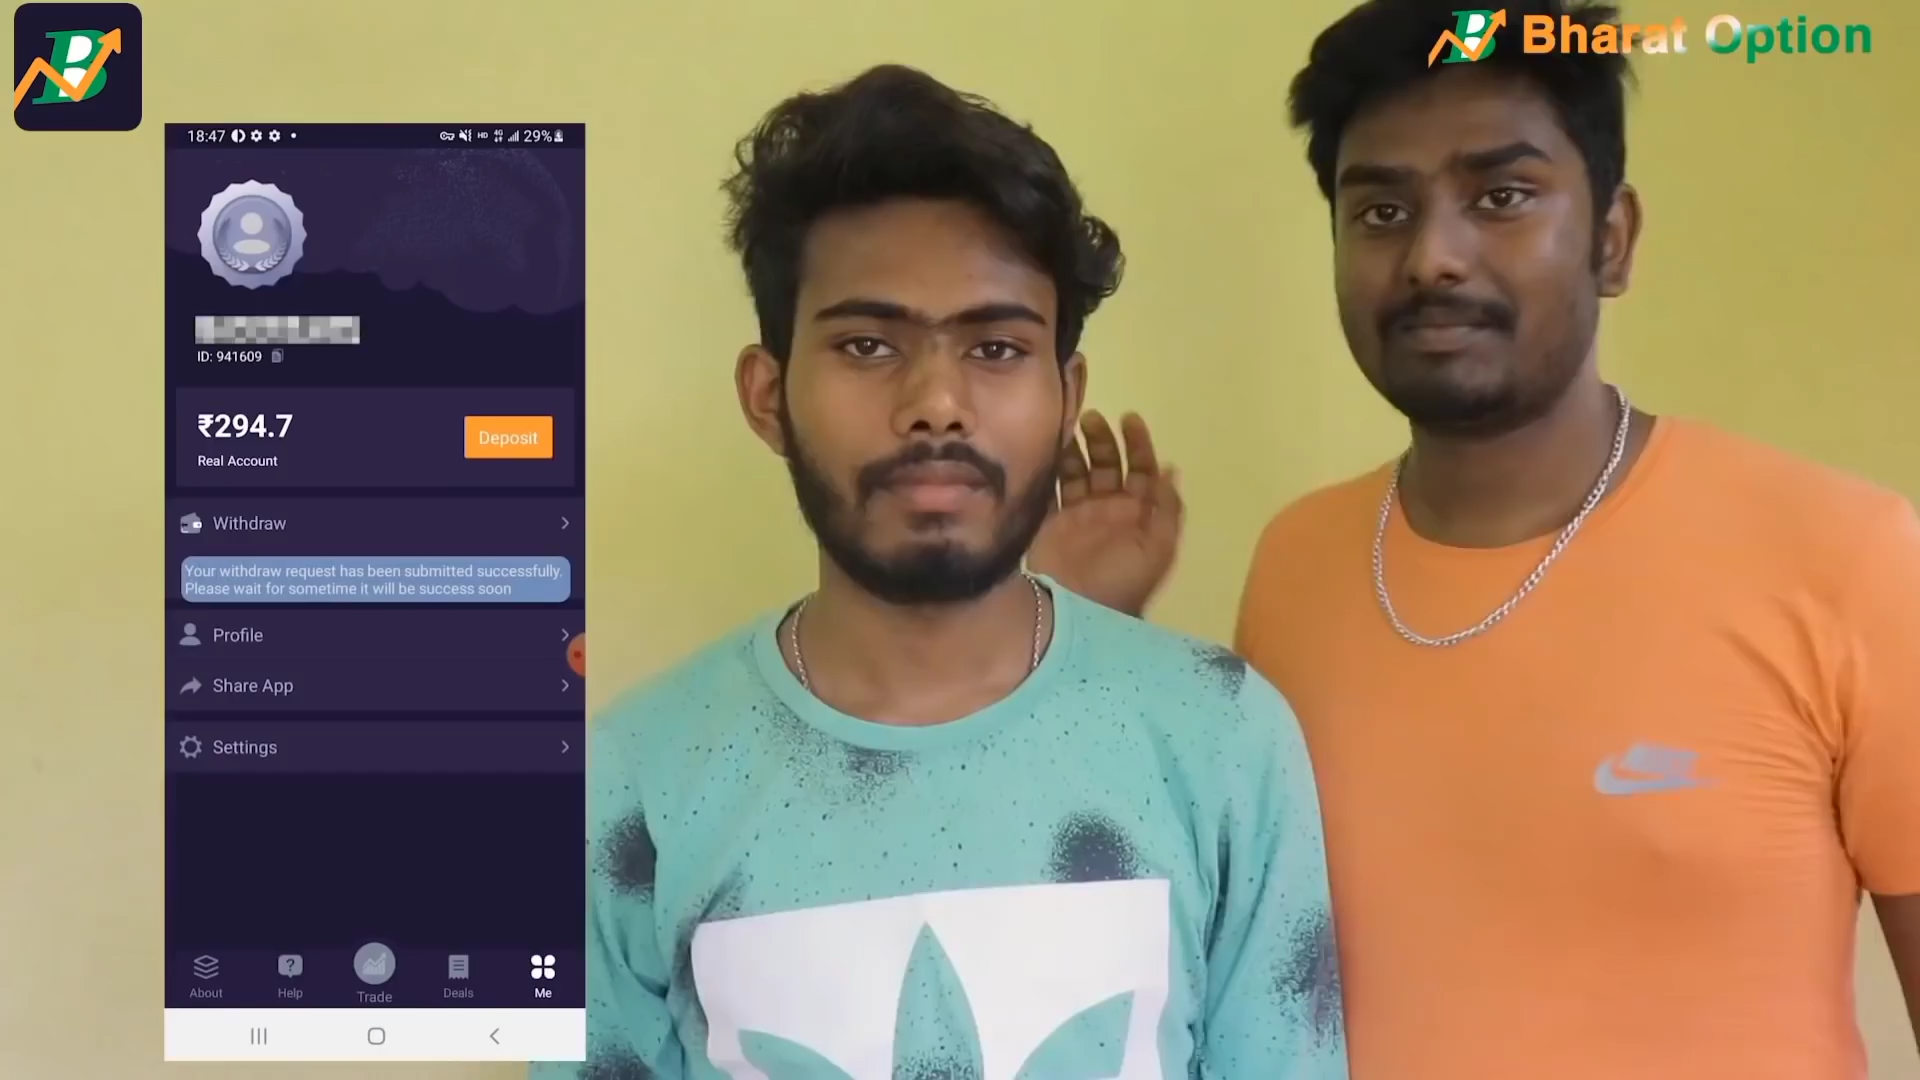 Bharat Option
18:47
HD 4G 29%
ID: 941609
₹294.7
Real Account
Deposit
Withdraw
Your withdraw request has been submitted successfully.
Please wait for sometime it will be success soon
Profile
Share App
Settings
About
Help
Trade
Deals
Me